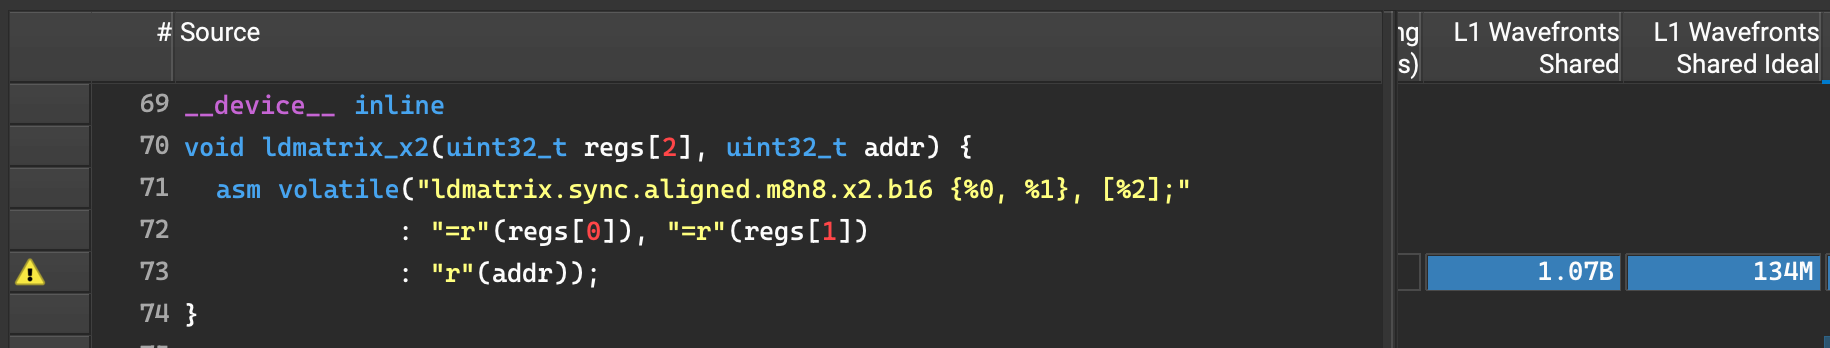 # Source ng s) L1 Wavefronts Shared L1 Wavefronts Shared Ideal
69 __device__ inline
70 void ldmatrix_x2(uint32_t regs[2], uint32_t addr) {
71 asm volatile("ldmatrix.sync.aligned.m8n8.x2.b16 {%0, %1}, [%2];"
72 : "=r"(regs[0]), "=r"(regs[1])
73 : "r"(addr)); 1.07B 134M
74 }